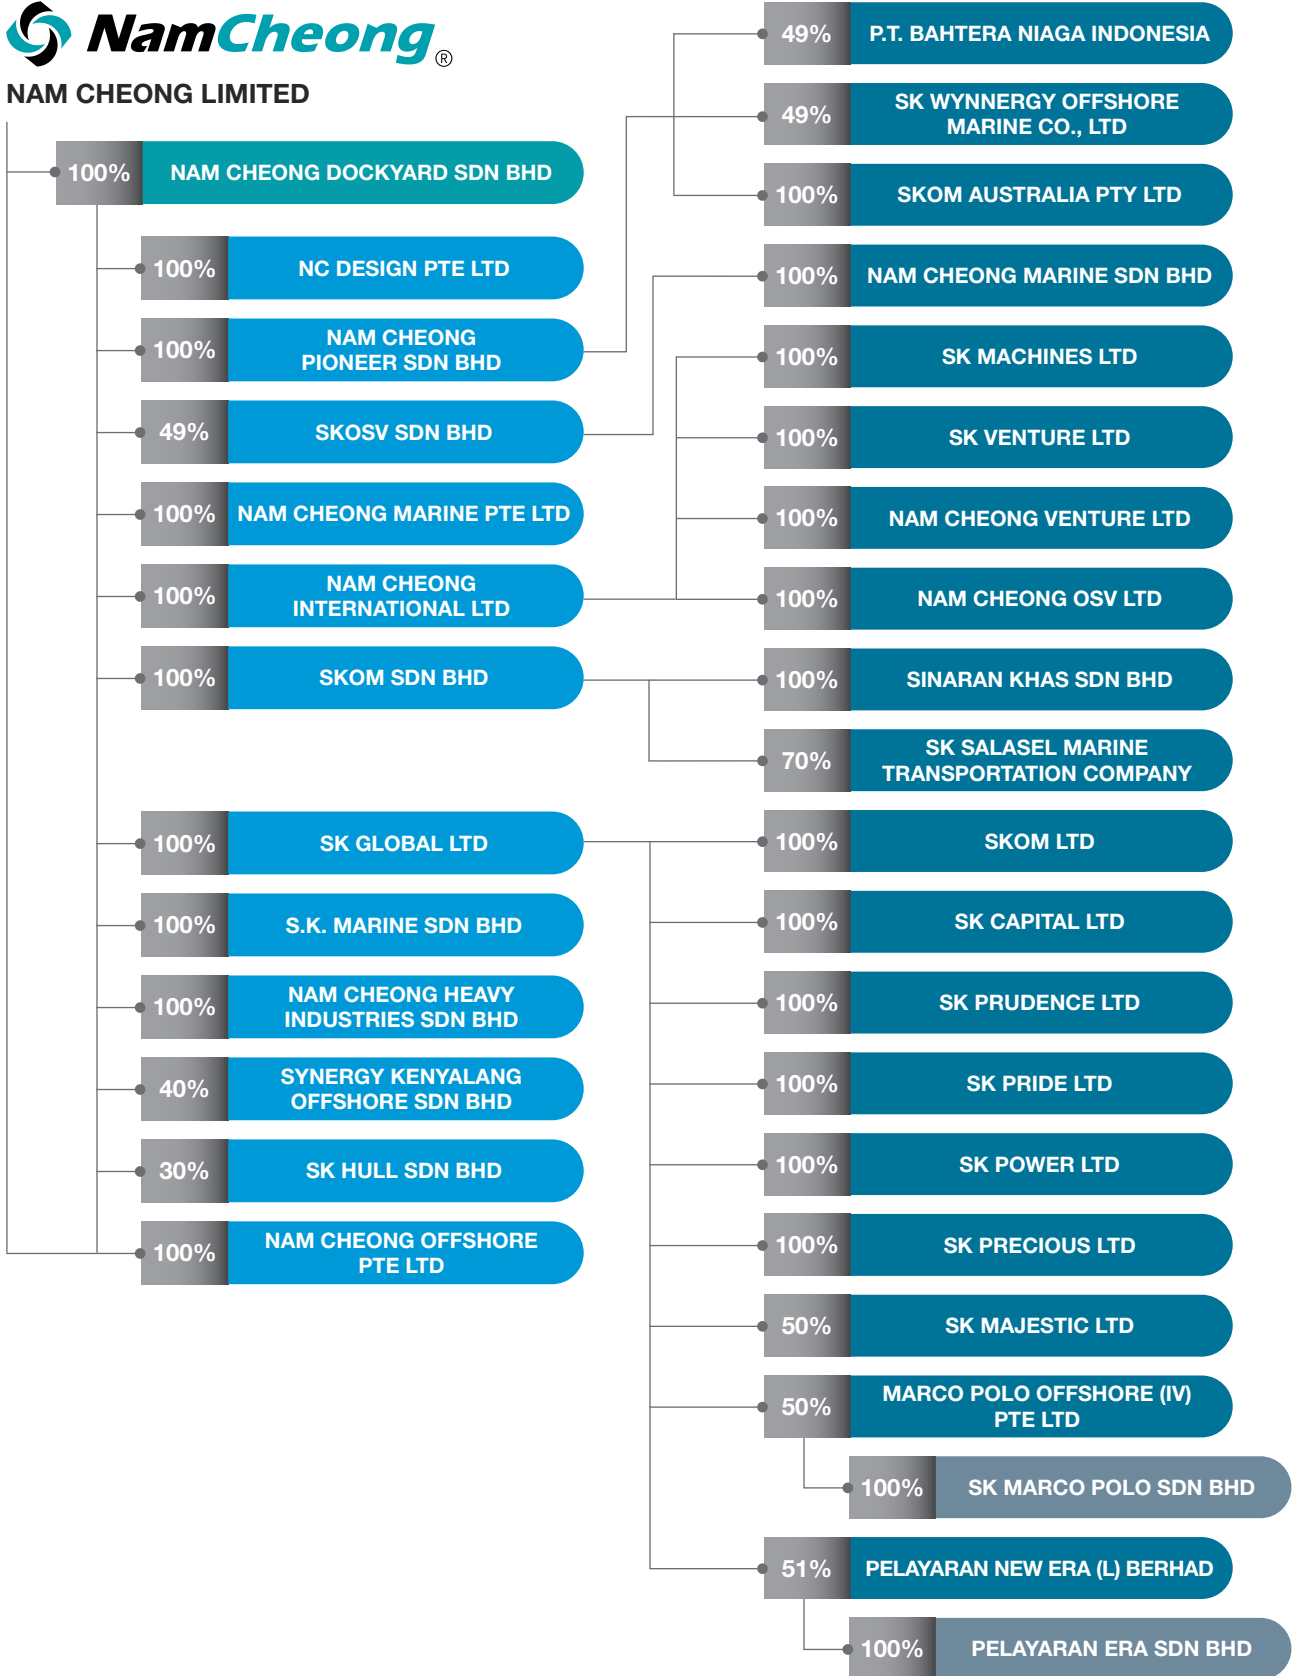 NamCheong®
NAM CHEONG LIMITED
100% NAM CHEONG DOCKYARD SDN BHD
100% NC DESIGN PTE LTD
100% NAM CHEONG
PIONEER SDN BHD
49% SKOSV SDN BHD
100% NAM CHEONG MARINE PTE LTD
100% NAM CHEONG
INTERNATIONAL LTD
100% SKOM SDN BHD
100% SK GLOBAL LTD
100% S.K. MARINE SDN BHD
100% NAM CHEONG HEAVY
INDUSTRIES SDN BHD
40% SYNERGY KENYALANG
OFFSHORE SDN BHD
30% SK HULL SDN BHD
100% NAM CHEONG OFFSHORE
PTE LTD
49% P.T. BAHTERA NIAGA INDONESIA
49% SK WYNNERGY OFFSHORE
MARINE CO., LTD
100% SKOM AUSTRALIA PTY LTD
100% NAM CHEONG MARINE SDN BHD
100% SK MACHINES LTD
100% SK VENTURE LTD
100% NAM CHEONG VENTURE LTD
100% NAM CHEONG OSV LTD
100% SINARAN KHAS SDN BHD
70% SK SALASEL MARINE
TRANSPORTATION COMPANY
100% SKOM LTD
100% SK CAPITAL LTD
100% SK PRUDENCE LTD
100% SK PRIDE LTD
100% SK POWER LTD
100% SK PRECIOUS LTD
50% SK MAJESTIC LTD
50% MARCO POLO OFFSHORE (IV)
PTE LTD
100% SK MARCO POLO SDN BHD
51% PELAYARAN NEW ERA (L) BERHAD
100% PELAYARAN ERA SDN BHD